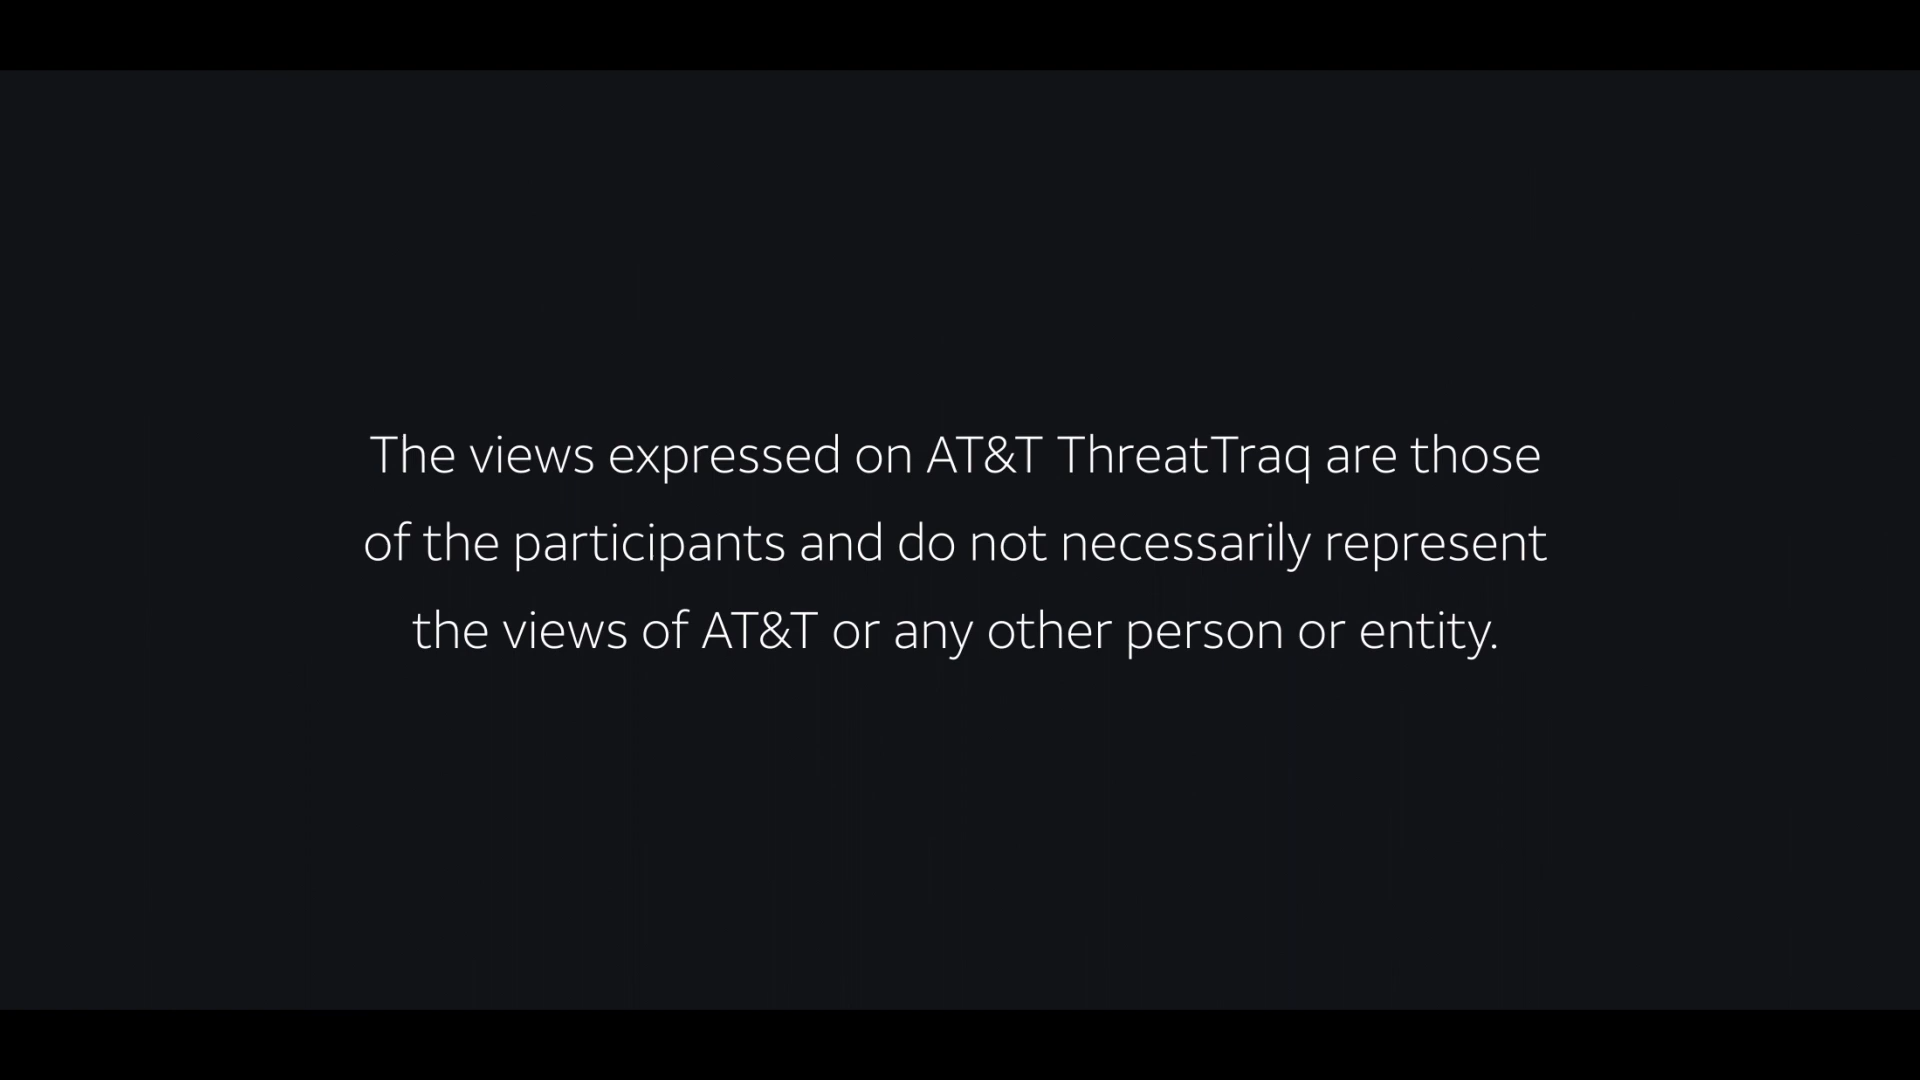 The views expressed on AT&T ThreatTraq are those
of the participants and do not necessarily represent
the views of AT&T or any other person or entity.